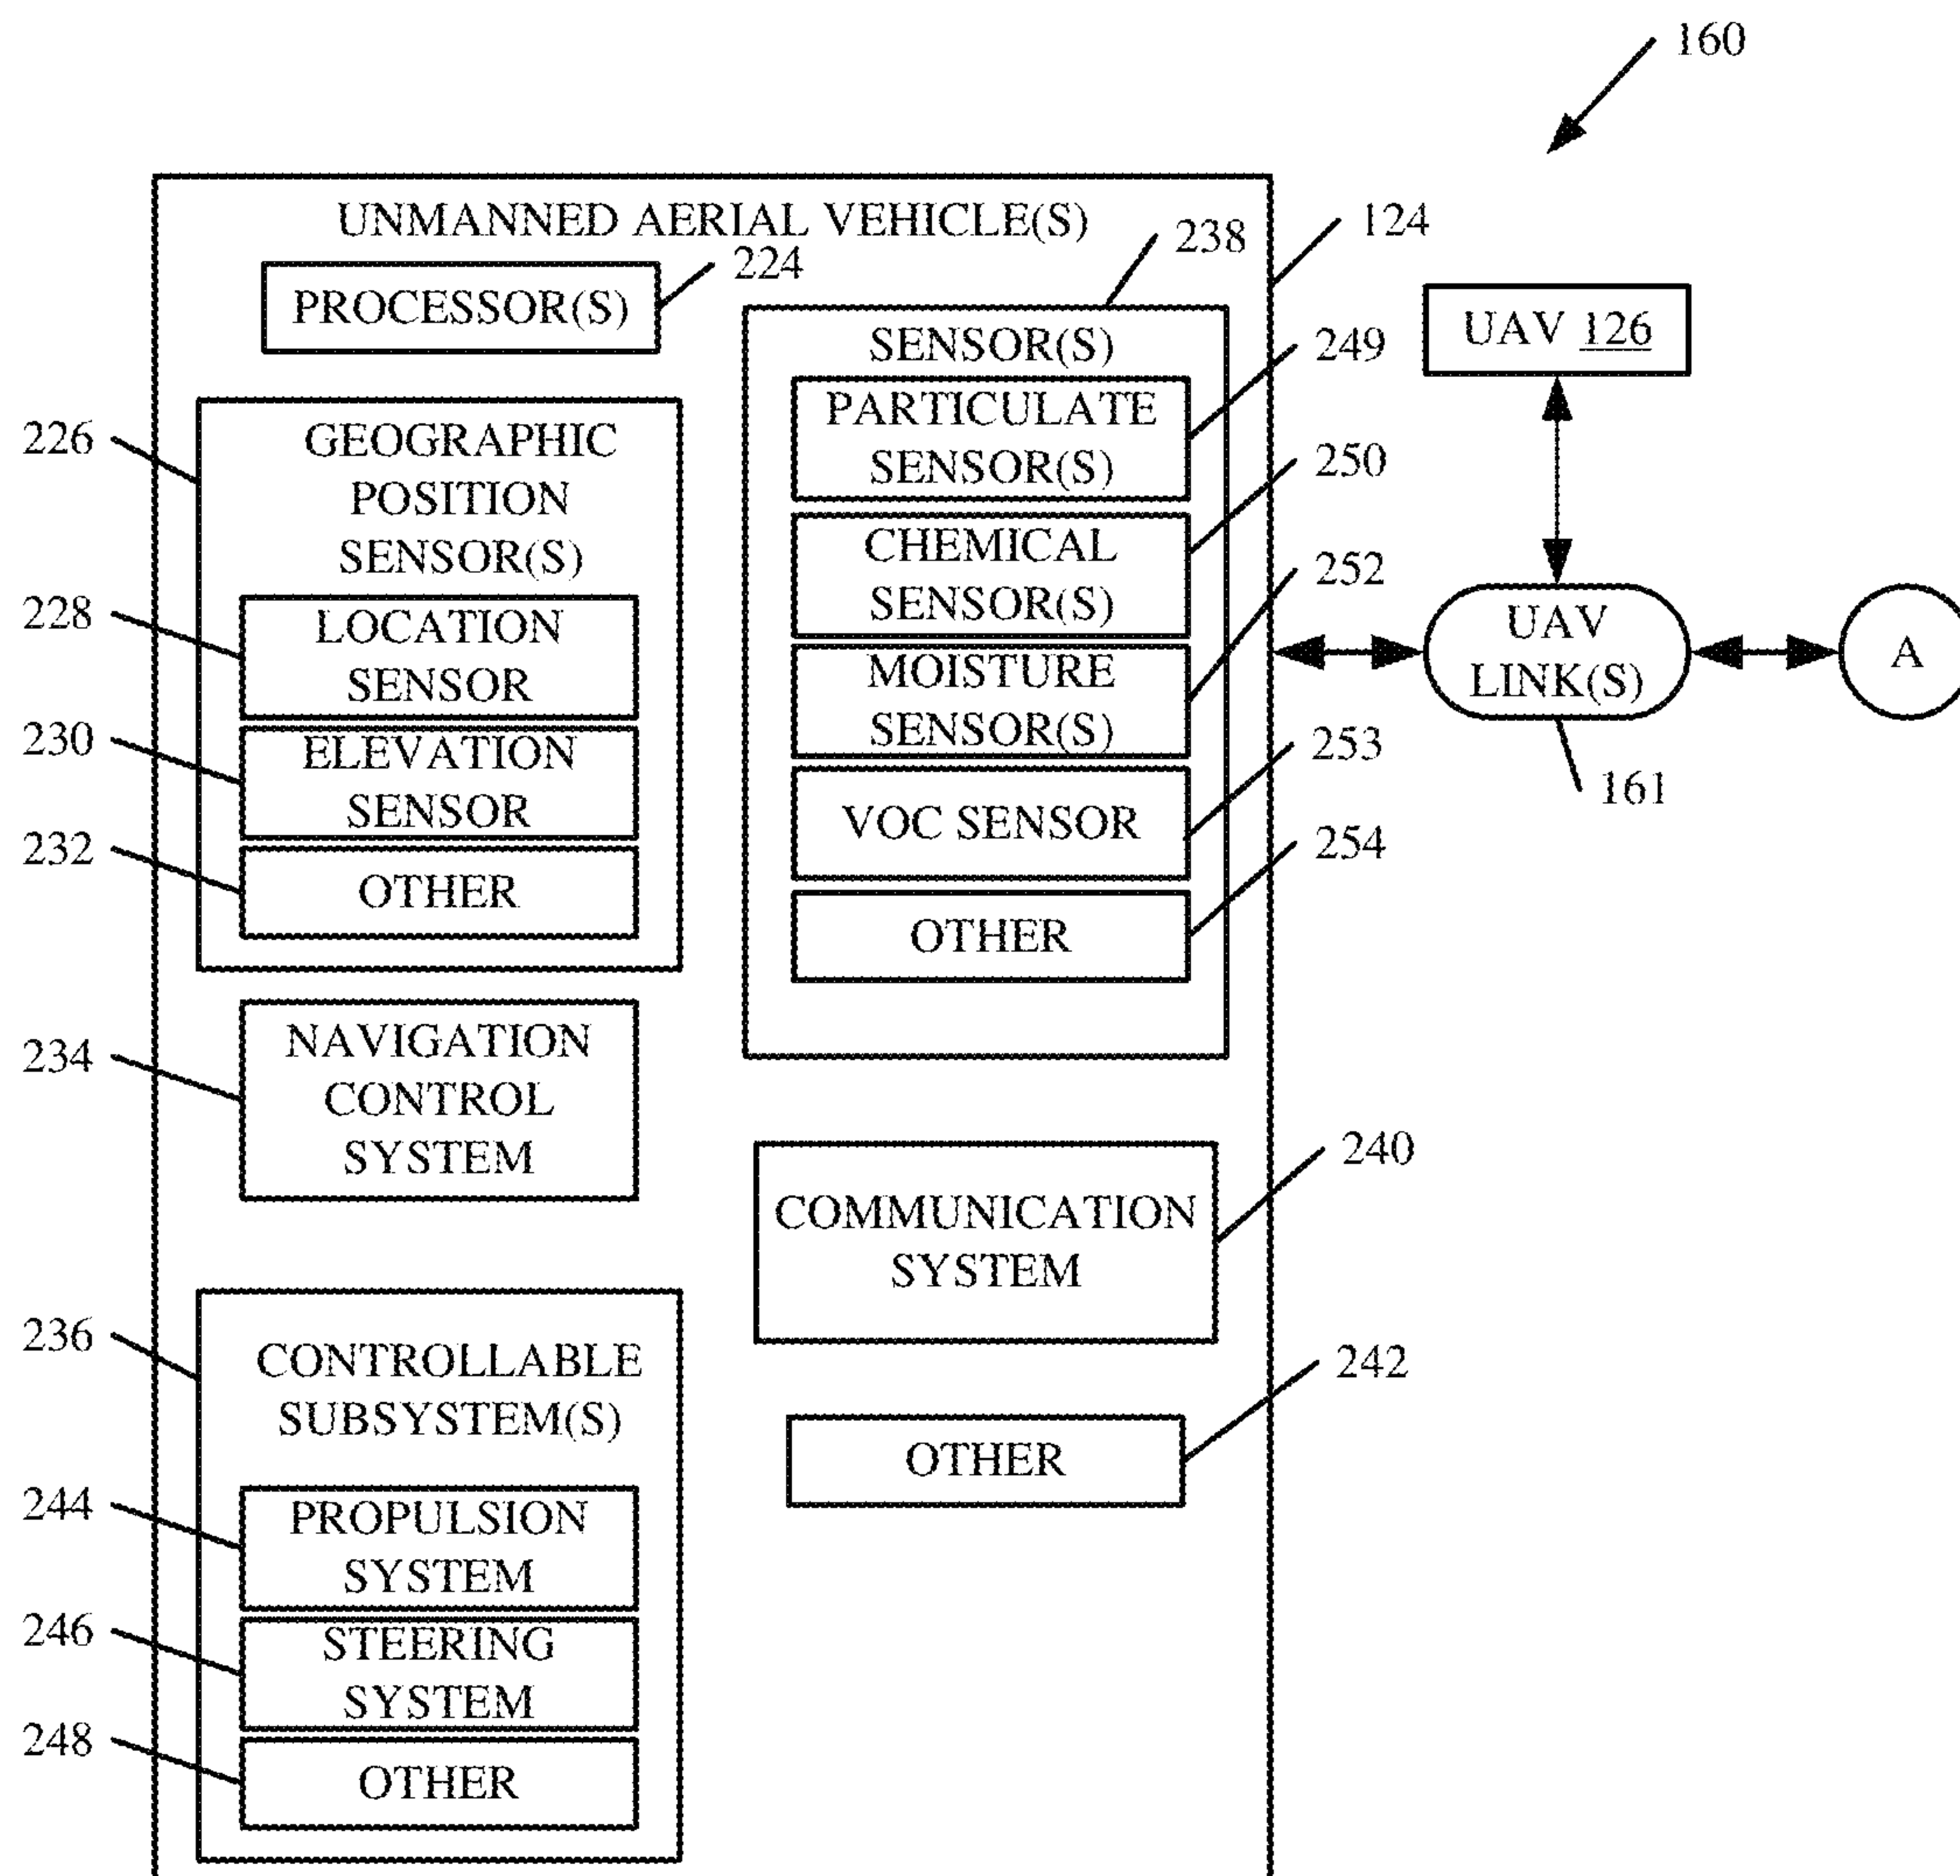 160
UNMANNED AERIAL VEHICLE(S)
124
PROCESSOR(S)
224
238
SENSOR(S)
PARTICULATE
SENSOR(S)
249
CHEMICAL
SENSOR(S)
250
MOISTURE
SENSOR(S)
252
VOC SENSOR
253
OTHER
254
226
GEOGRAPHIC
POSITION
SENSOR(S)
228
LOCATION
SENSOR
230
ELEVATION
SENSOR
232
OTHER
234
NAVIGATION
CONTROL
SYSTEM
COMMUNICATION
SYSTEM
240
OTHER
242
236
CONTROLLABLE
SUBSYSTEM(S)
244
PROPULSION
SYSTEM
246
STEERING
SYSTEM
248
OTHER
UAV 126
UAV
LINK(S)
161
A